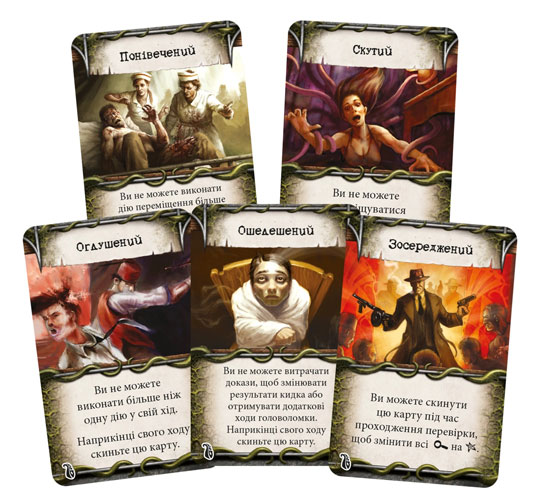 Понівечений
Ви не можете виконати
дію переміщення більше
Скутий
Ви не можете
Оглушений
Ви не можете
виконати більше ніж
одну дію у свій хід.
Наприкінці свого ходу
скиньте цю карту.
Ошелешений
Ви не можете витрачати
докази, щоб змінювати
результати кидка або
отримувати додаткові
ходи головоломки.
Наприкінці свого ходу
скиньте цю карту.
Зосереджений
Ви можете скинути
цю карту під час
проходження перевірки,
щоб змінити всі на .